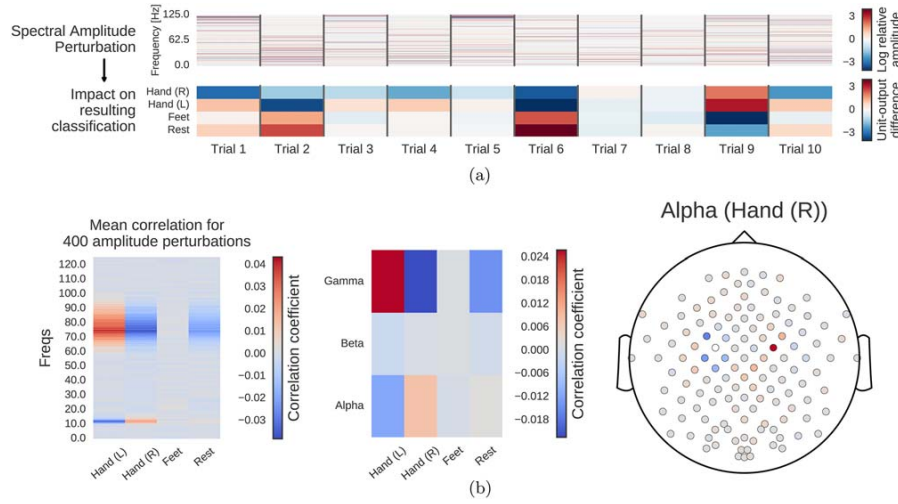 Spectral Amplitude
Perturbation
Impact on
resulting
classification
Frequency [Hz]
125.0
62.5
0.0
Hand (R)
Hand (L)
Feet
Rest
Trial 1 Trial 2 Trial 3 Trial 4 Trial 5 Trial 6 Trial 7 Trial 8 Trial 9 Trial 10
3
0
−3
Log relative
amplitude
3
0
−3
Unit-output
difference
(a)
Mean correlation for
400 amplitude perturbations
Freqs
120.0
110.0
100.0
90.0
80.0
70.0
60.0
50.0
40.0
30.0
20.0
10.0
0.0
Hand (L) Hand (R) Feet Rest
0.04
0.03
0.02
0.01
0.00
−0.01
−0.02
−0.03
Correlation coefficient
Gamma
Beta
Alpha
Hand (L) Hand (R) Feet Rest
0.024
0.018
0.012
0.006
0.000
−0.006
−0.012
−0.018
Correlation coefficient
Alpha (Hand (R))
(b)